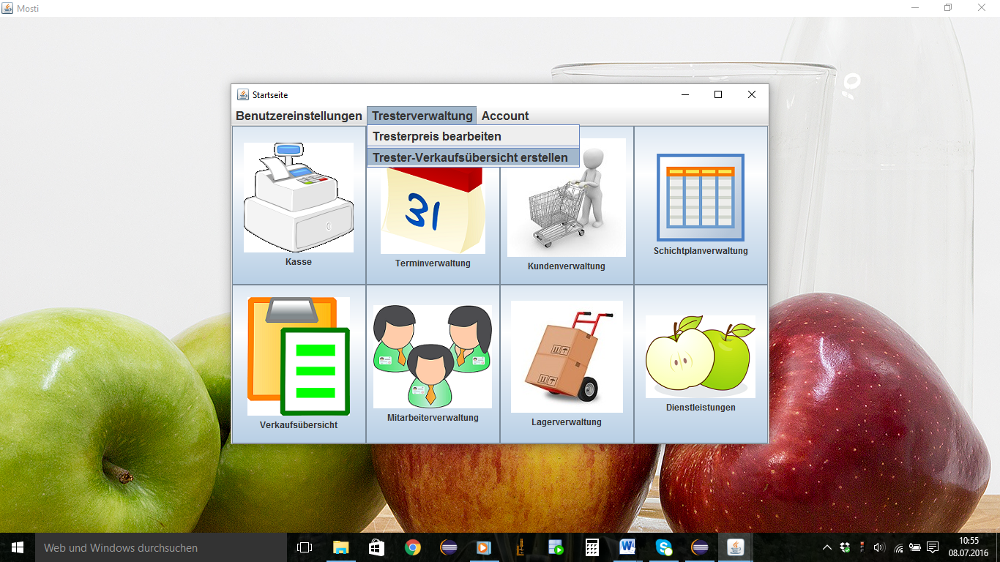 Mosti
Startseite
Benutzereinstellungen Tresterverwaltung Account
Tresterpreis bearbeiten
Trester-Verkaufsübersicht erstellen
31
Kasse
Terminverwaltung
Kundenverwaltung
Schichtplanverwaltung
Verkaufsübersicht
Mitarbeiterverwaltung
Lagerverwaltung
Dienstleistungen
Web und Windows durchsuchen
10:55
08.07.2016